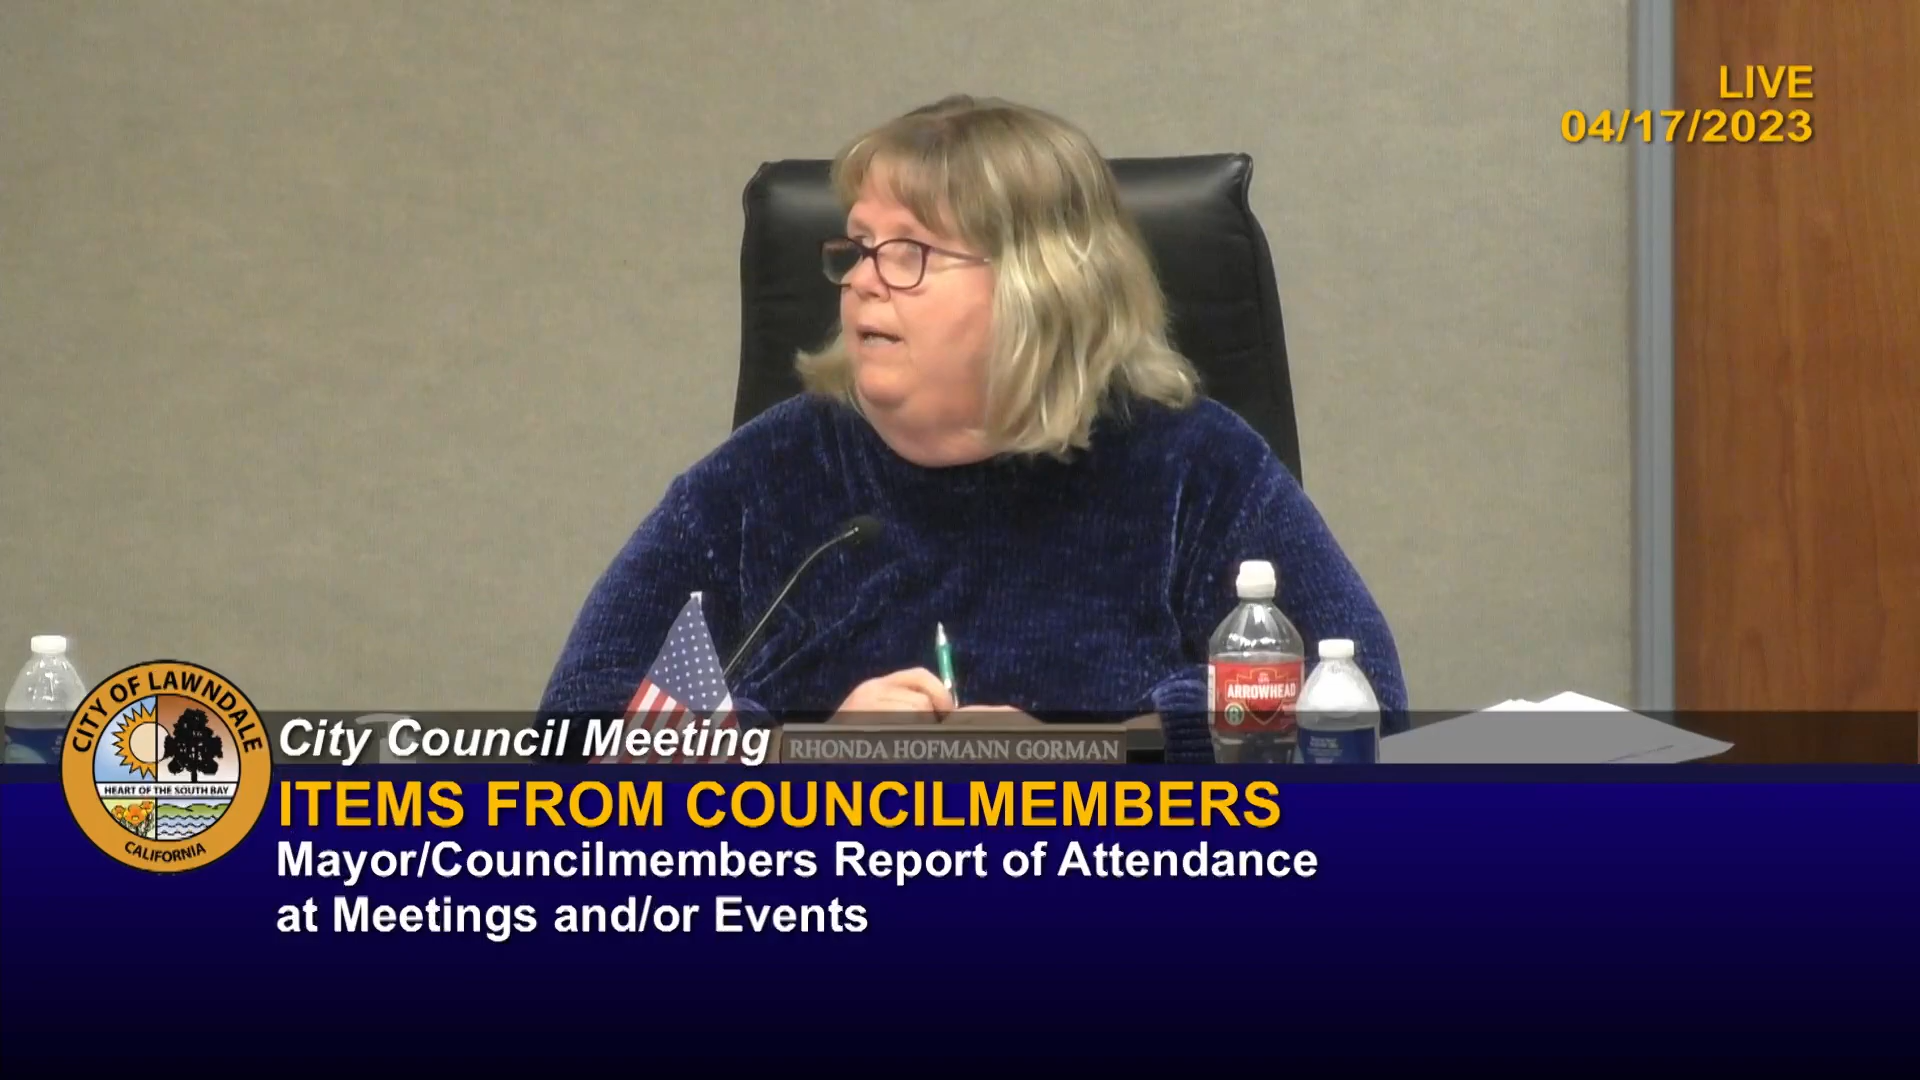 LIVE
04/17/2023
ARROWHEAD
CITY OF LAWNDALE
HEART OF THE SOUTH BAY
CALIFORNIA
City Council Meeting
RHONDA HOFMANN GORMAN
ITEMS FROM COUNCILMEMBERS
Mayor/Councilmembers Report of Attendance
at Meetings and/or Events